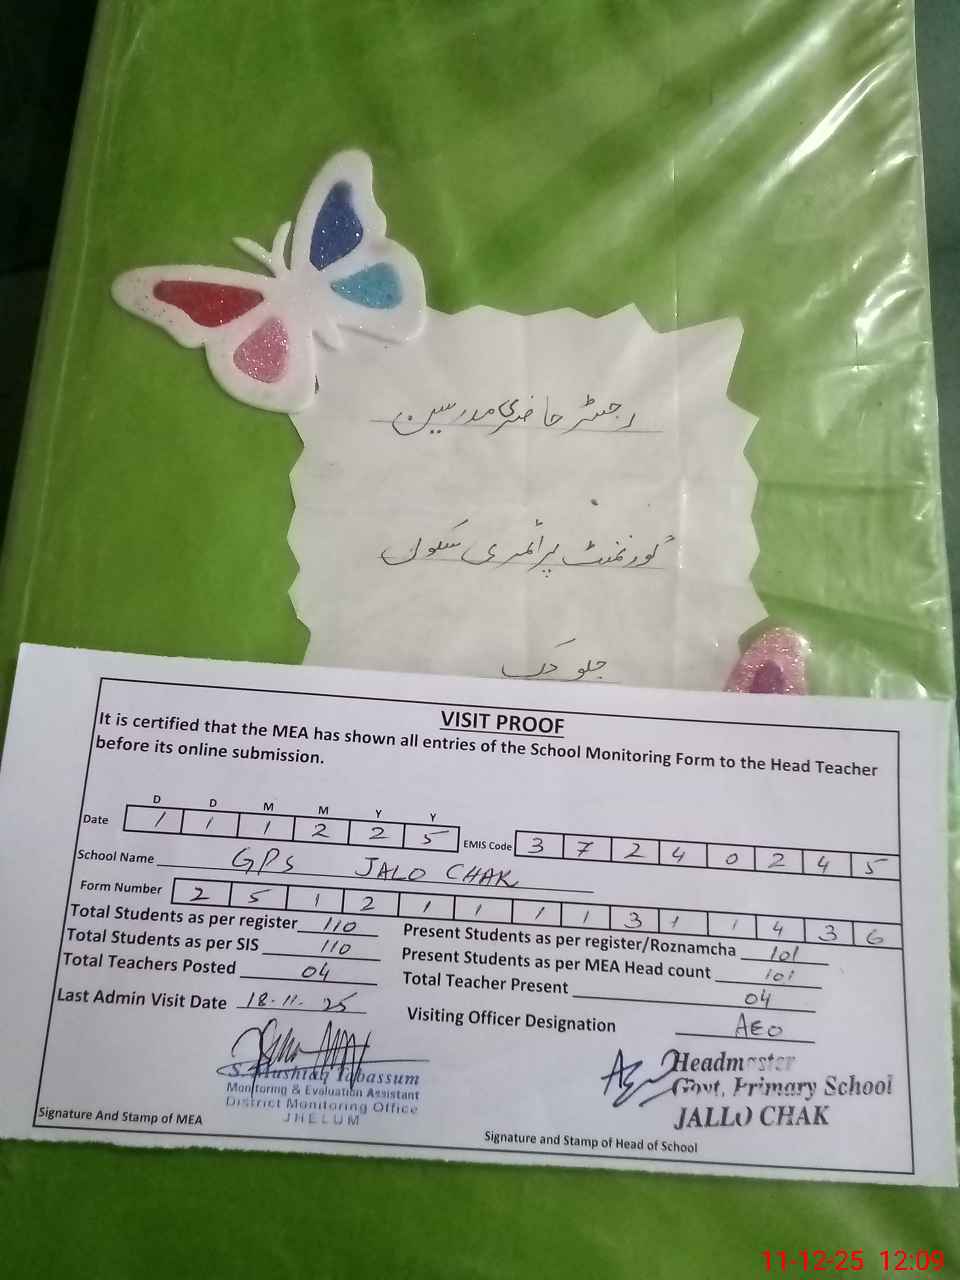 رجسٹر حاضری مدرسین
گورنمنٹ پرائمری سکول
جلو چک
VISIT PROOF
It is certified that the MEA has shown all entries of the School Monitoring Form to the Head Teacher
before its online submission.
D D M M Y Y
Date 1 1 1 2 2 5 EMIS Code 3 7 2 4 0 2 4 5
School Name GPS JALO CHAK
Form Number 2 5 1 2 1 1 1 1 3 1 1 4 3 6
Total Students as per register 110 Present Students as per register/Roznamcha 101
Total Students as per SIS 110 Present Students as per MEA Head count 101
Total Teachers Posted 04 Total Teacher Present 04
Last Admin Visit Date 18-11-25 Visiting Officer Designation AEO
Tabassum
Monitoring & Evaluation Assistant
District Monitoring Office
JHELUM
Headmaster
Govt. Primary School
JALLO CHAK
Signature And Stamp of MEA Signature and Stamp of Head of School
11-12-25 12:09